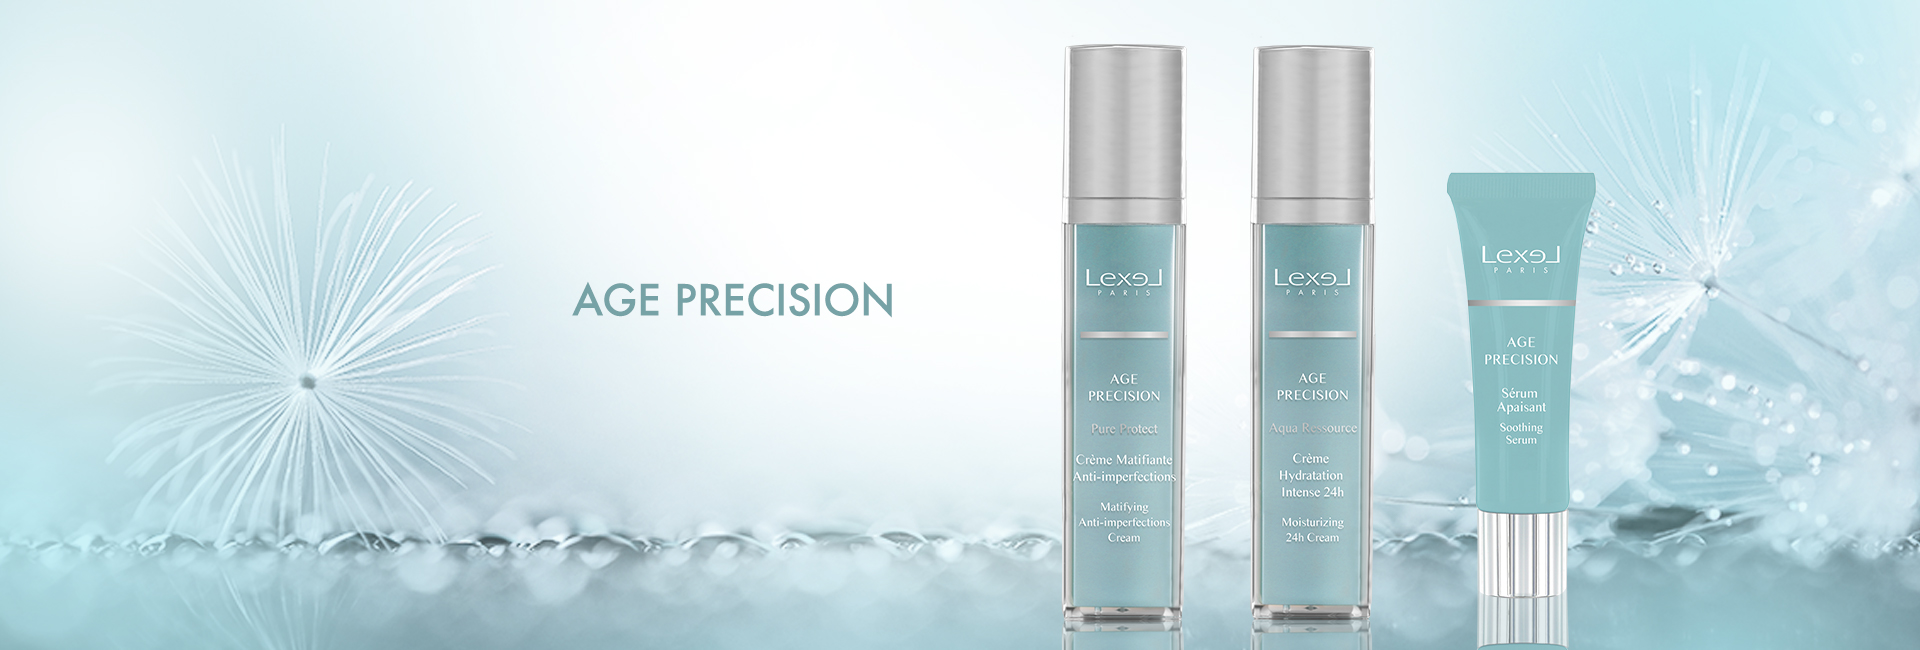 AGE PRECISION
LexeL
PARIS
AGE
PRECISION
Pure Protect
Crème Matifiante
Anti-imperfections
Matifying
Anti-imperfections
Cream
LexeL
PARIS
AGE
PRECISION
Aqua Ressource
Crème
Hydratation
Intense 24h
Moisturizing
24h Cream
LexeL
PARIS
AGE
PRECISION
Sérum
Apaisant
Soothing
Serum